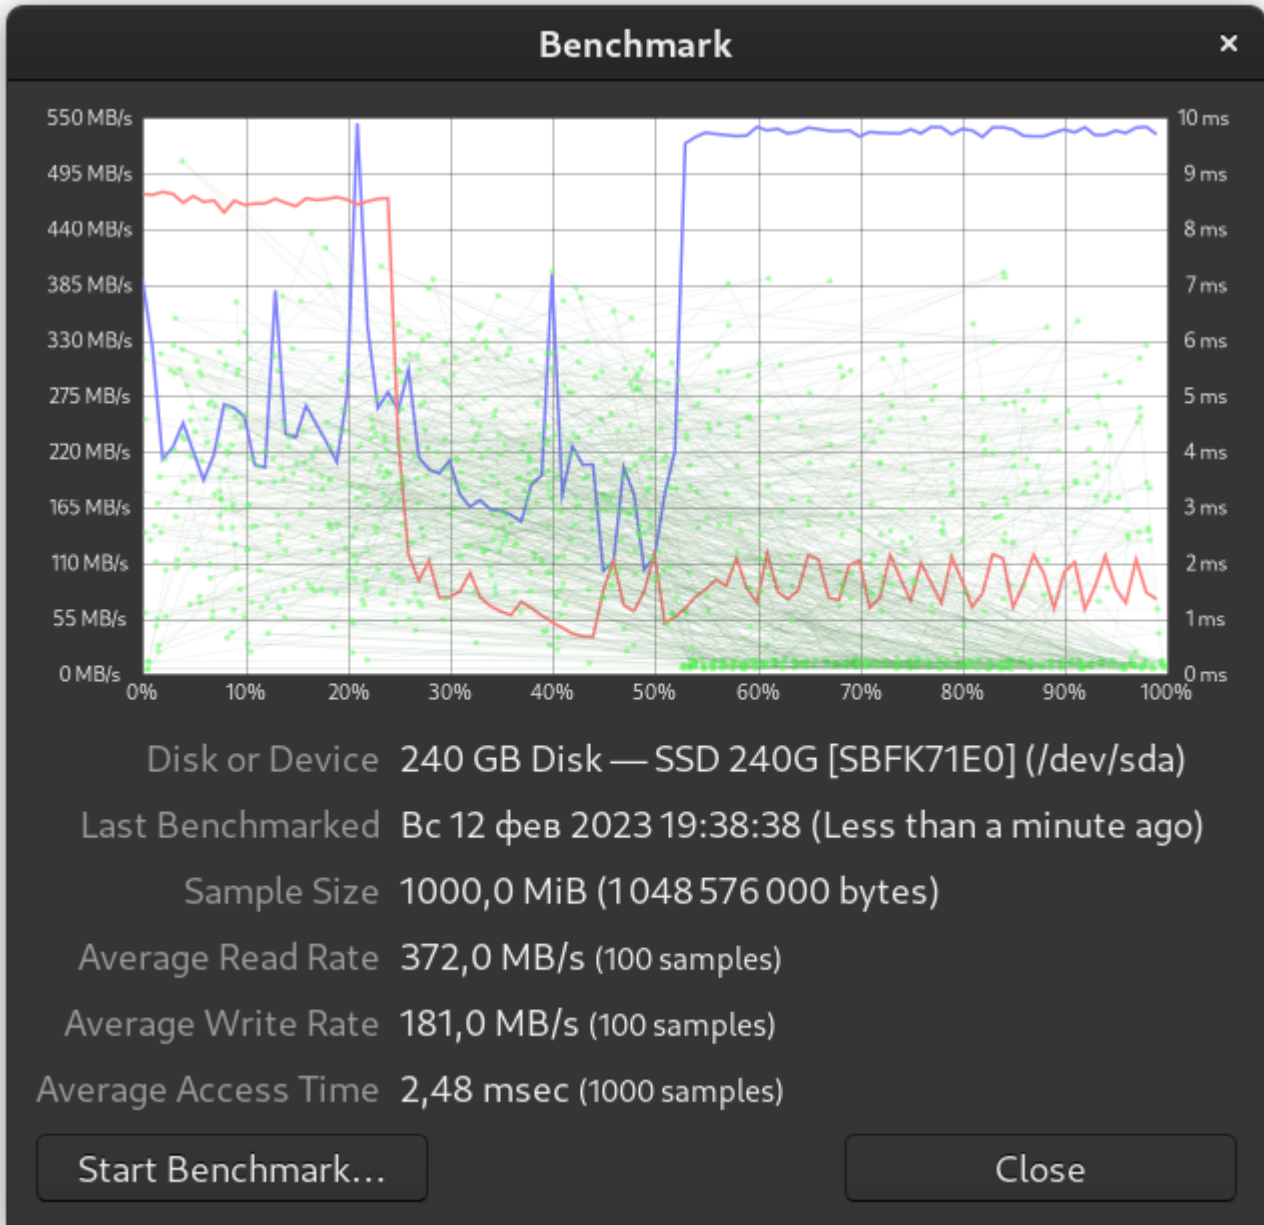 Benchmark
550 MB/s
10 ms
495 MB/s
9 ms
440 MB/s
8 ms
385 MB/s
7 ms
330 MB/s
6 ms
275 MB/s
5 ms
220 MB/s
4 ms
165 MB/s
3 ms
110 MB/s
2 ms
55 MB/s
1 ms
0 MB/s
0 ms
0% 10% 20% 30% 40% 50% 60% 70% 80% 90% 100%
Disk or Device 240 GB Disk — SSD 240G [SBFK71E0] (/dev/sda)
Last Benchmarked Вс 12 фев 2023 19:38:38 (Less than a minute ago)
Sample Size 1000,0 MiB (1 048 576 000 bytes)
Average Read Rate 372,0 MB/s (100 samples)
Average Write Rate 181,0 MB/s (100 samples)
Average Access Time 2,48 msec (1000 samples)
Start Benchmark... Close